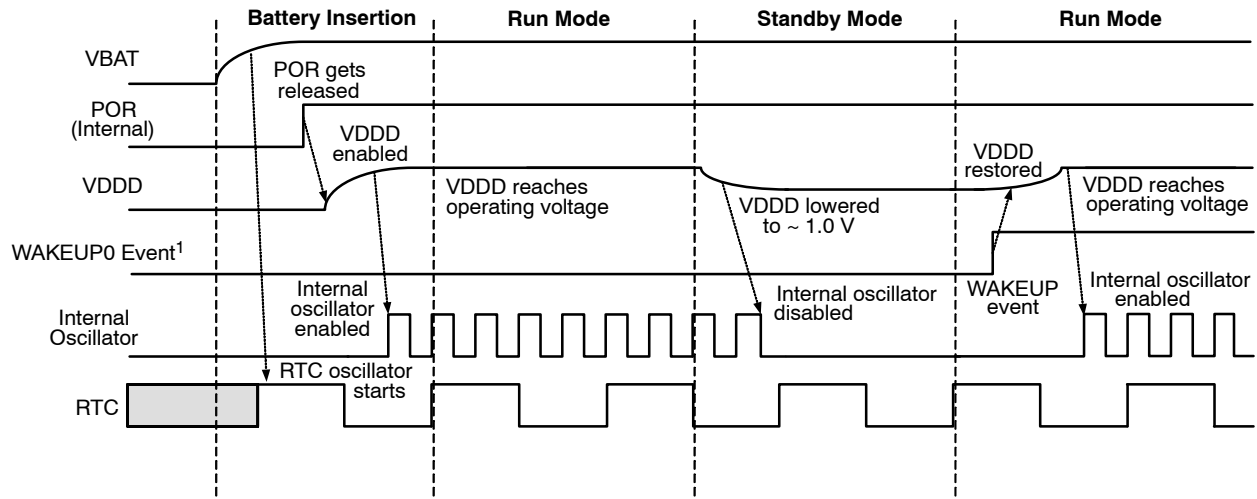 Battery Insertion
Run Mode
Standby Mode
Run Mode
VBAT
POR gets
released
POR
(Internal)
VDDD
enabled
VDDD
restored
VDDD
VDDD reaches
operating voltage
VDDD lowered
to ~ 1.0 V
VDDD reaches
operating voltage
WAKEUP0 Event¹
Internal
oscillator
enabled
Internal oscillator
disabled
WAKEUP
event
Internal oscillator
enabled
Internal
Oscillator
RTC oscillator
starts
RTC